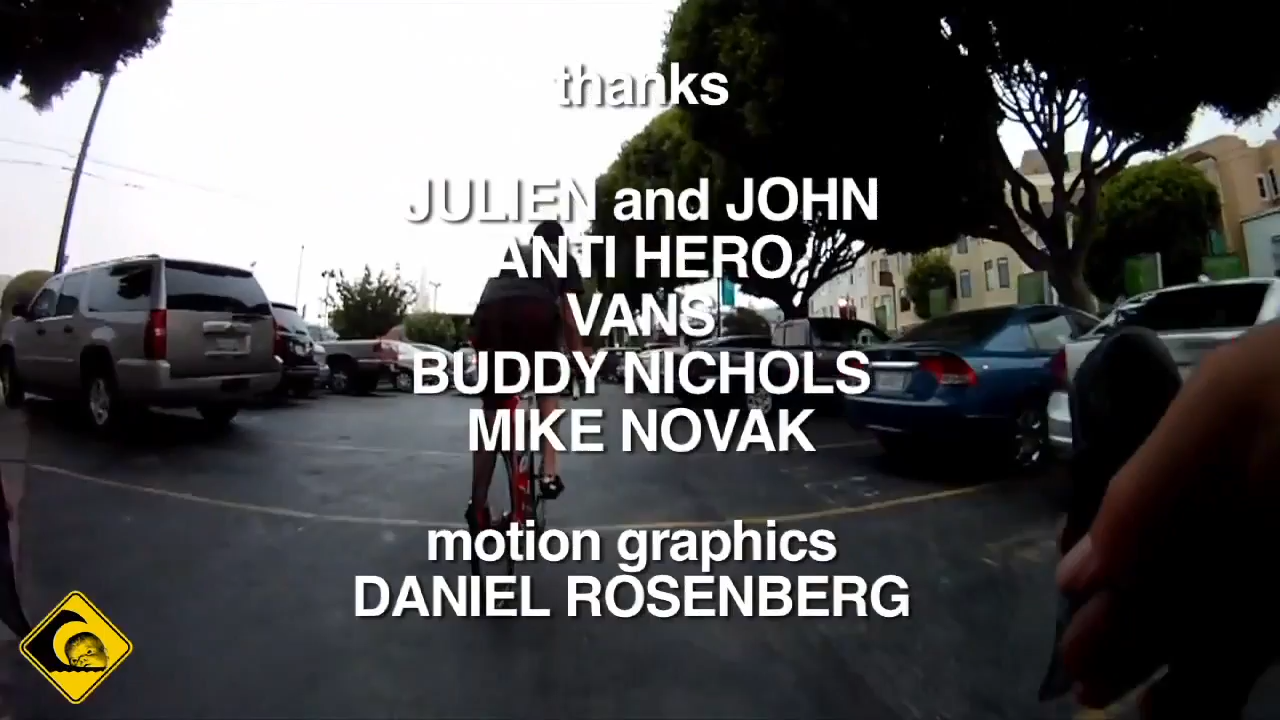 thanks
JULIEN and JOHN
ANTI HERO
VANS
BUDDY NICHOLS
MIKE NOVAK
motion graphics
DANIEL ROSENBERG